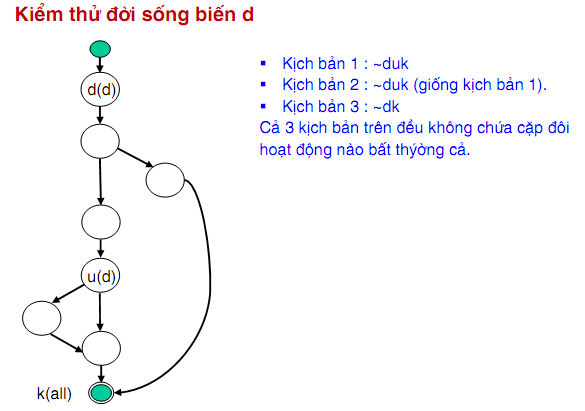 Kiểm thử đời sống biến d
▪ Kịch bản 1 : ~duk
▪ Kịch bản 2 : ~duk (giống kịch bản 1).
▪ Kịch bản 3 : ~dk
Cả 3 kịch bản trên đều không chứa cặp đôi
hoạt động nào bất thýờng cả.
d(d)
u(d)
k(all)